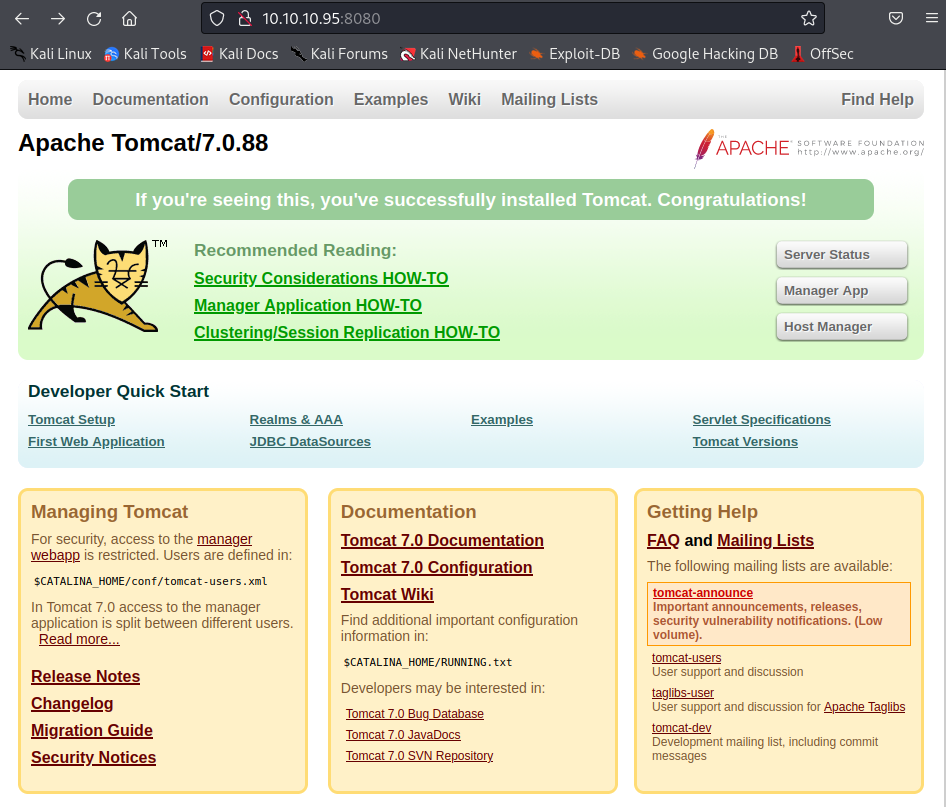 10.10.10.95:8080
Kali Linux Kali Tools Kali Docs Kali Forums Kali NetHunter Exploit-DB Google Hacking DB OffSec
Home Documentation Configuration Examples Wiki Mailing Lists Find Help
Apache Tomcat/7.0.88
THE APACHE SOFTWARE FOUNDATION
http://www.apache.org/
If you're seeing this, you've successfully installed Tomcat. Congratulations!
TM
Recommended Reading:
Security Considerations HOW-TO
Manager Application HOW-TO
Clustering/Session Replication HOW-TO
Server Status
Manager App
Host Manager
Developer Quick Start
Tomcat Setup
First Web Application
Realms & AAA
JDBC DataSources
Examples
Servlet Specifications
Tomcat Versions
Managing Tomcat
For security, access to the manager
webapp is restricted. Users are defined in:
$CATALINA_HOME/conf/tomcat-users.xml
In Tomcat 7.0 access to the manager
application is split between different users.
Read more...
Release Notes
Changelog
Migration Guide
Security Notices
Documentation
Tomcat 7.0 Documentation
Tomcat 7.0 Configuration
Tomcat Wiki
Find additional important configuration
information in:
$CATALINA_HOME/RUNNING.txt
Developers may be interested in:
Tomcat 7.0 Bug Database
Tomcat 7.0 JavaDocs
Tomcat 7.0 SVN Repository
Getting Help
FAQ and Mailing Lists
The following mailing lists are available:
tomcat-announce
Important announcements, releases,
security vulnerability notifications. (Low
volume).
tomcat-users
User support and discussion
taglibs-user
User support and discussion for Apache Taglibs
tomcat-dev
Development mailing list, including commit
messages